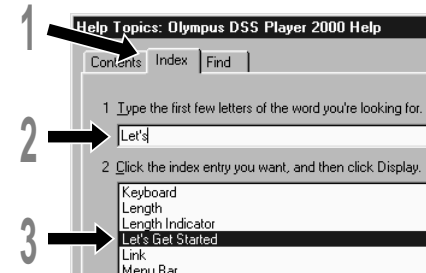 1
Help Topics: Olympus DSS Player 2000 Help
Contents Index Find
1 Type the first few letters of the word you're looking for.
2
Let's
2 Click the index entry you want, and then click Display.
Keyboard
Length
Length Indicator
3
Let's Get Started
Link
Menu Bar